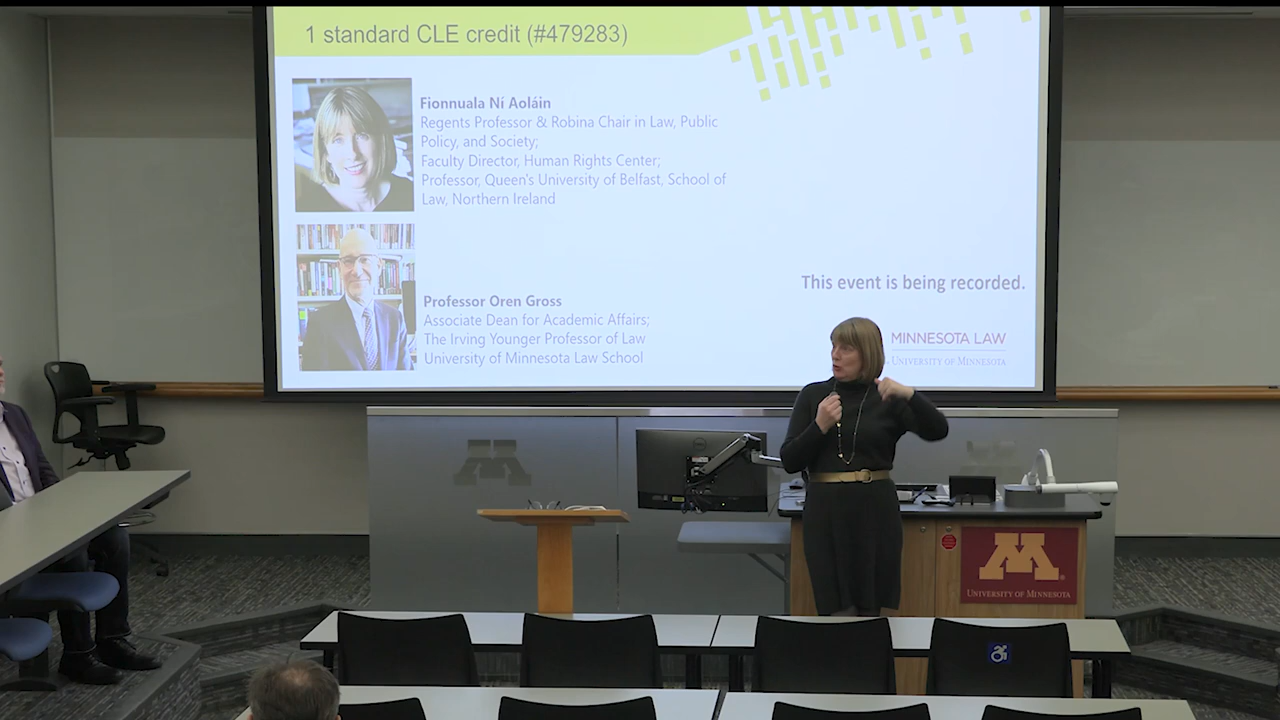 1 standard CLE credit (#479283)
Fionnuala Ní Aoláin
Regents Professor & Robina Chair in Law, Public
Policy, and Society;
Faculty Director, Human Rights Center;
Professor, Queen's University of Belfast, School of
Law, Northern Ireland
Professor Oren Gross
Associate Dean for Academic Affairs;
The Irving Younger Professor of Law
University of Minnesota Law School
This event is being recorded.
MINNESOTA LAW
UNIVERSITY OF MINNESOTA
DELL
M
UNIVERSITY OF MINNESOTA